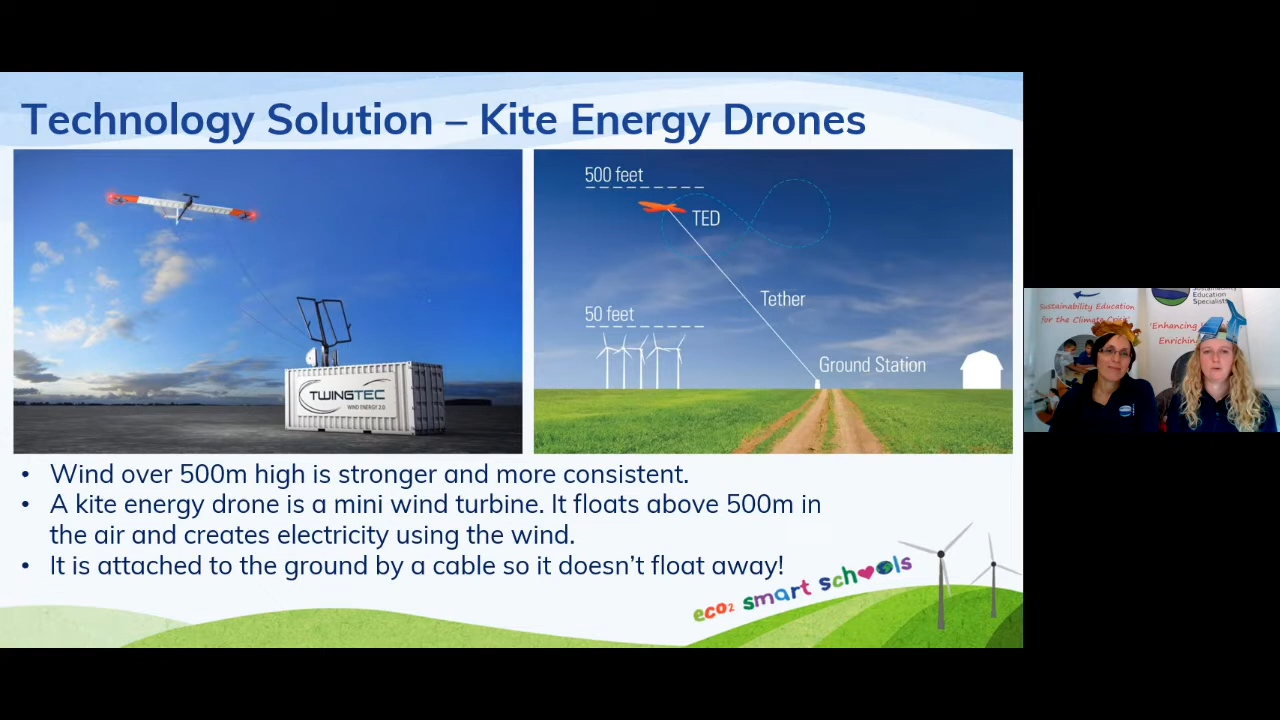 Technology Solution – Kite Energy Drones
TWINGTEC
WIND ENERGY 2.0
500 feet
TED
Tether
50 feet
Ground Station
• Wind over 500m high is stronger and more consistent.
• A kite energy drone is a mini wind turbine. It floats above 500m in
the air and creates electricity using the wind.
• It is attached to the ground by a cable so it doesn’t float away!
eco2 smart schools
Sustainability Education
for the Climate Crisis'
Sustainability
Education
Specialists
'Enhancing
Enriching